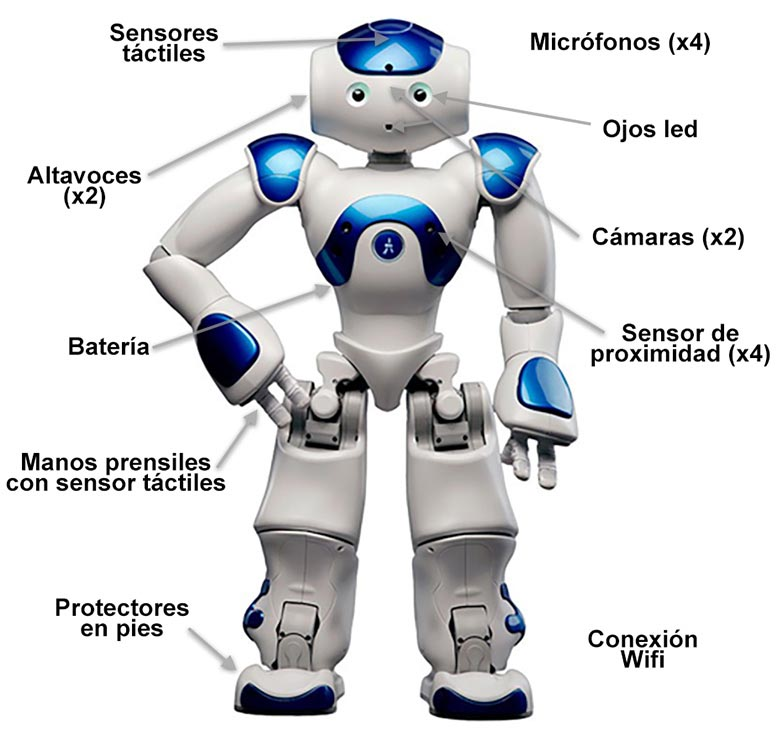 Sensores
táctiles
Micrófonos (x4)
Ojos led
Altavoces
(x2)
Cámaras (x2)
Batería
Sensor de
proximidad (x4)
Manos prensiles
con sensor táctiles
Protectores
en pies
Conexión
Wifi